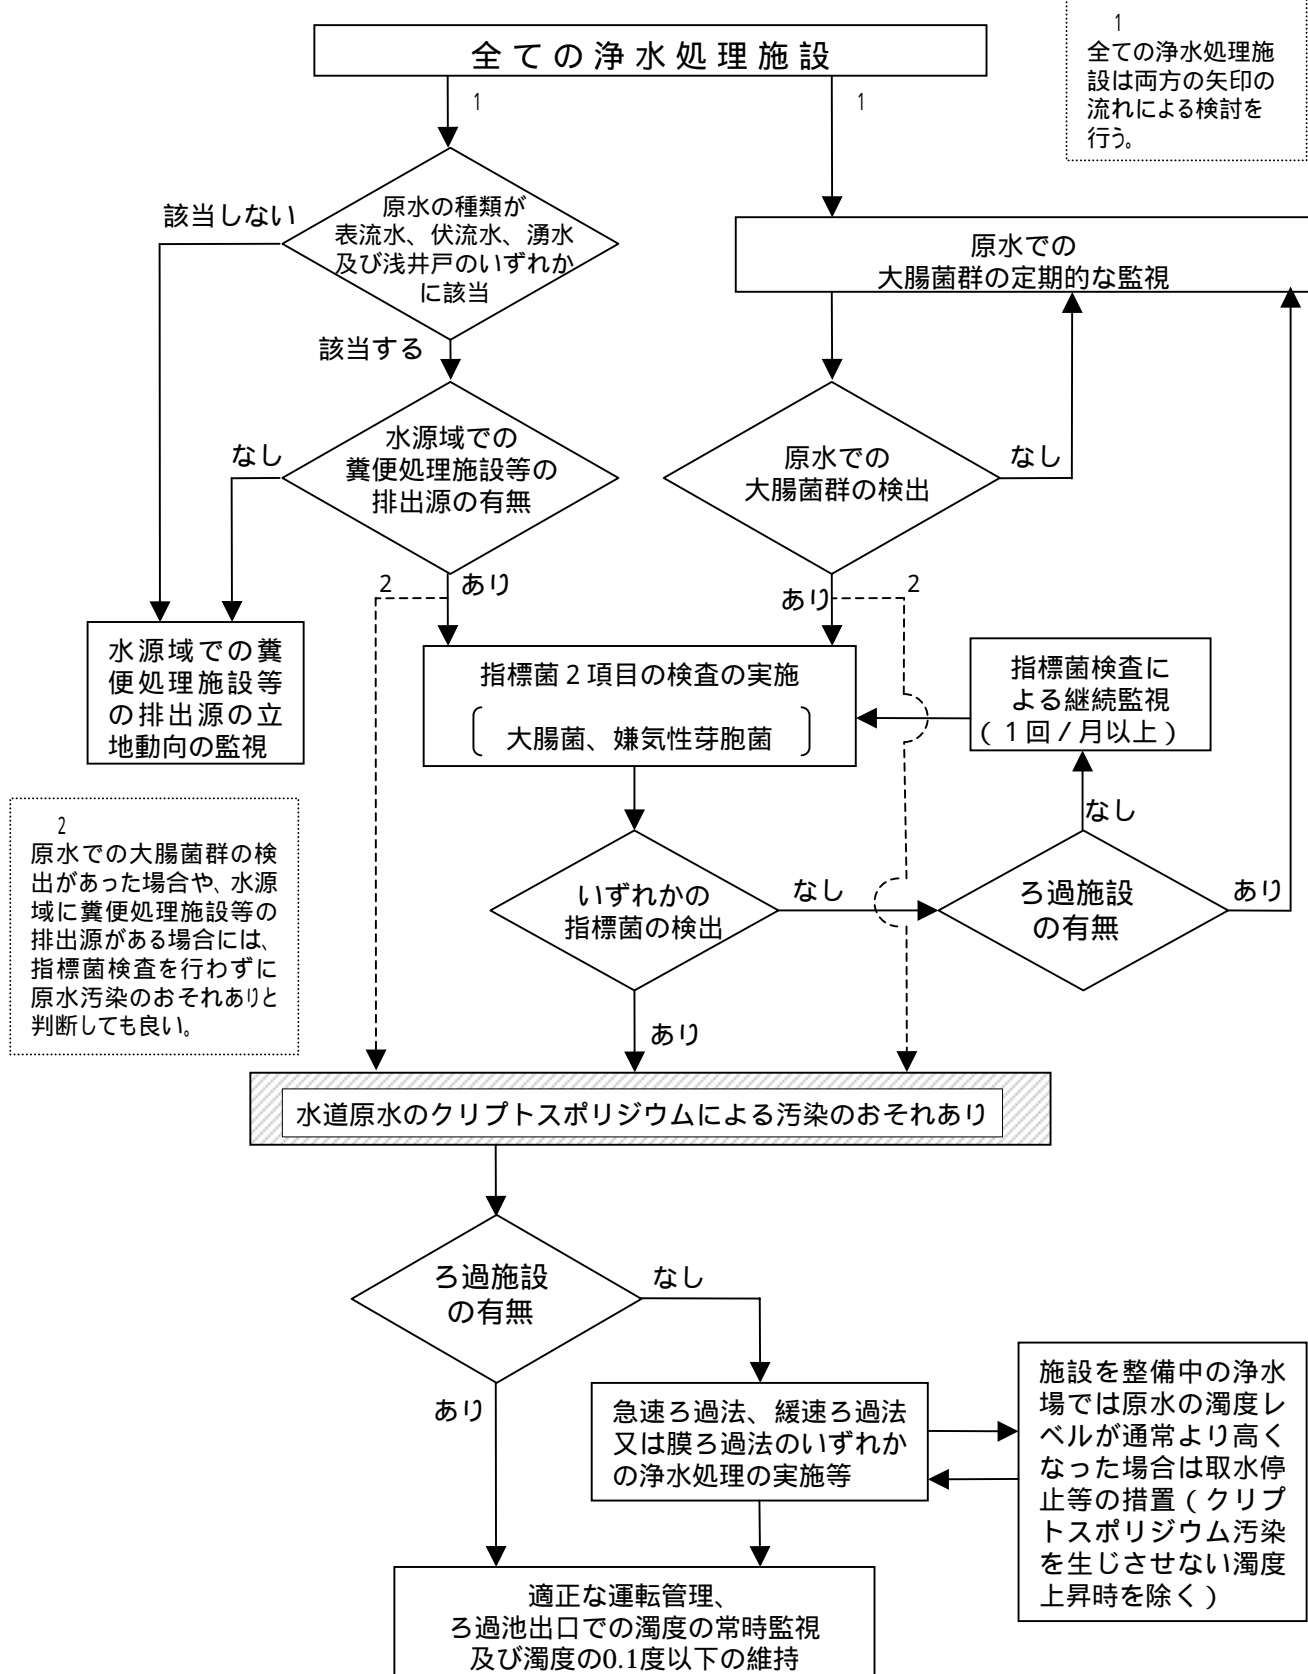 全ての浄水処理施設
1
全ての浄水処理施
設は両方の矢印の
流れによる検討を
行う。
1
1
原水の種類が
表流水、伏流水、湧水
及び浅井戸のいずれか
に該当
該当しない
該当する
原水での
大腸菌群の定期的な監視
水源域での
糞便処理施設等の
排出源の有無
なし
あり
2
原水での
大腸菌群の検出
なし
あり
2
水源域での糞
便処理施設等
の排出源の立
地動向の監視
指標菌２項目の検査の実施
大腸菌、嫌気性芽胞菌
指標菌検査に
よる継続監視
（１回／月以上）
2
原水での大腸菌群の検
出があった場合や、水源
域に糞便処理施設等の
排出源がある場合には、
指標菌検査を行わずに
原水汚染のおそれありと
判断しても良い。
いずれかの
指標菌の検出
なし
あり
ろ過施設
の有無
なし
あり
水道原水のクリプトスポリジウムによる汚染のおそれあり
ろ過施設
の有無
なし
あり
急速ろ過法、緩速ろ過法
又は膜ろ過法のいずれか
の浄水処理の実施等
施設を整備中の浄水
場では原水の濁度レ
ベルが通常より高く
なった場合は取水停
止等の措置（クリプ
トスポリジウム汚染
を生じさせない濁度
上昇時を除く）
適正な運転管理、
ろ過池出口での濁度の常時監視
及び濁度の0.1度以下の維持